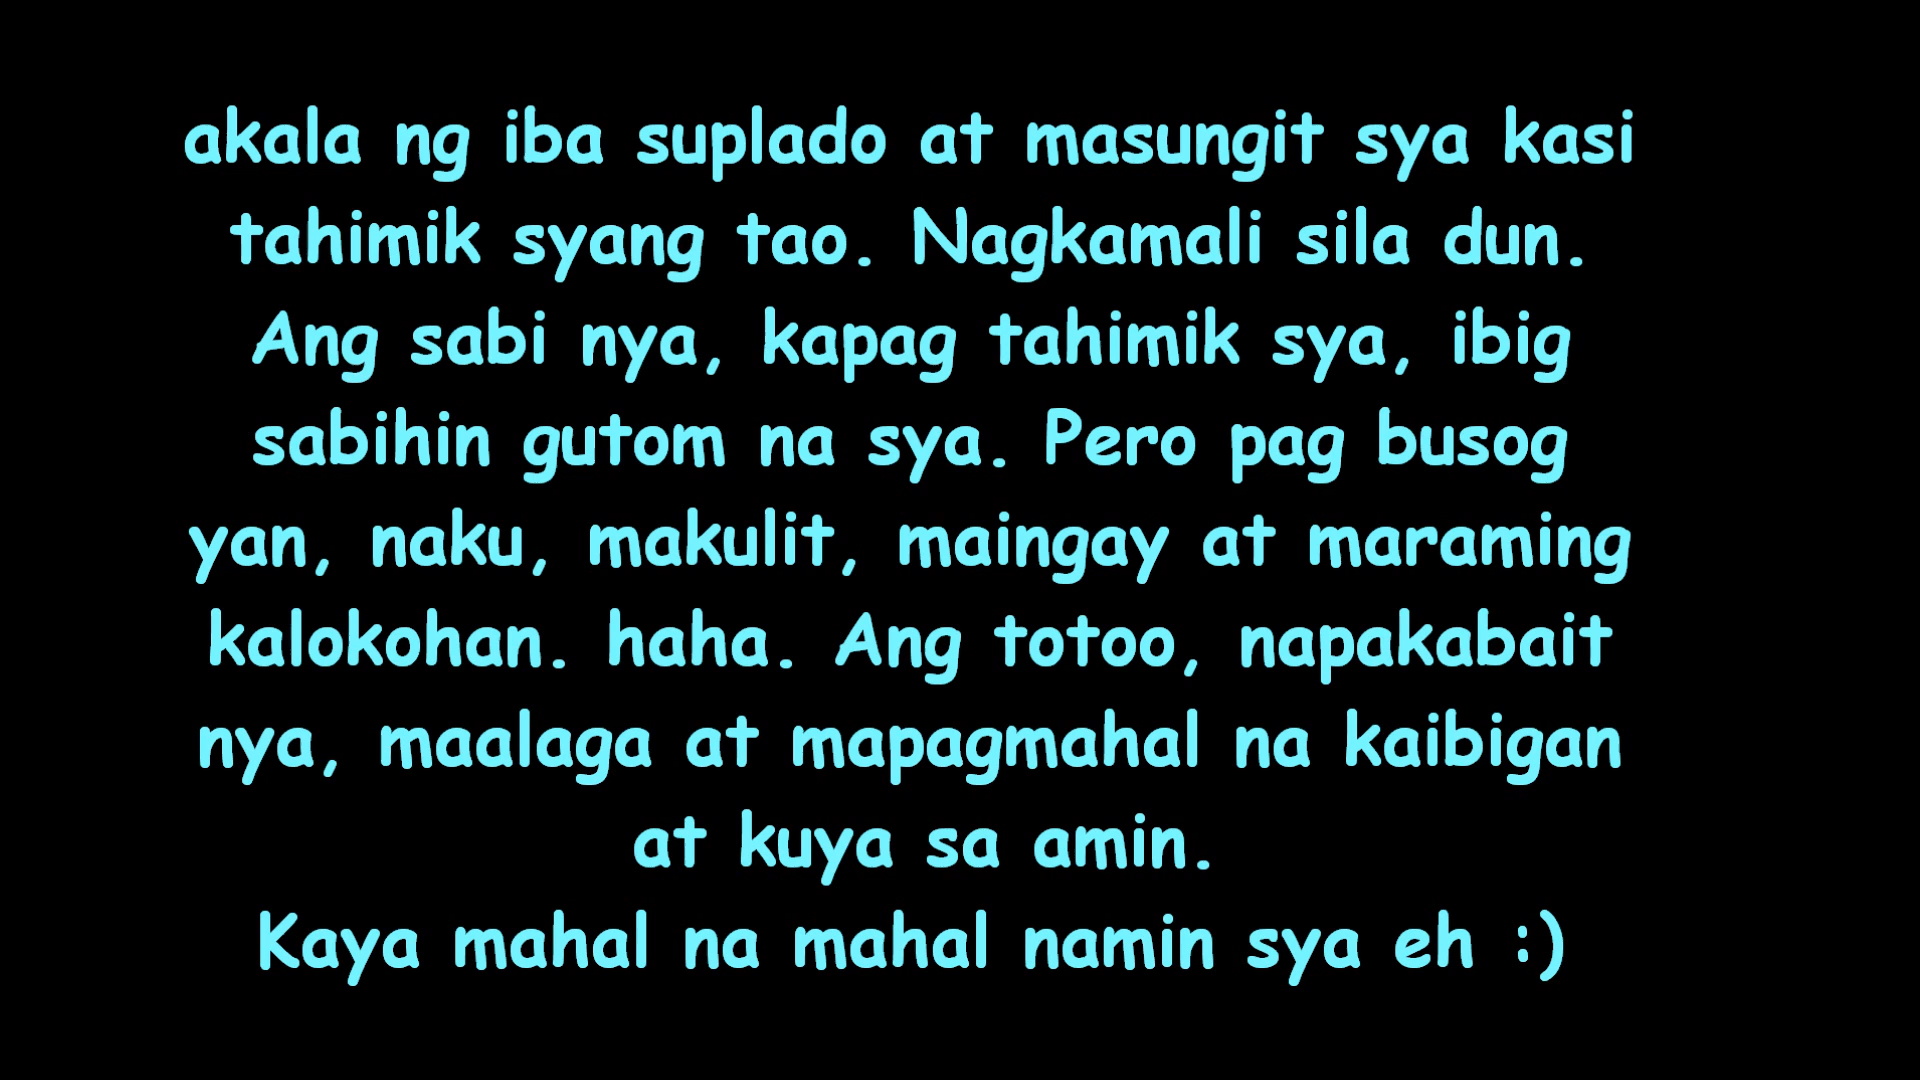 akala ng iba suplado at masungit sya kasi
tahimik syang tao. Nagkamali sila dun.
Ang sabi nya, kapag tahimik sya, ibig
sabihin gutom na sya. Pero pag busog
yan, naku, makulit, maingay at maraming
kalokohan. haha. Ang totoo, napakabait
nya, maalaga at mapagmahal na kaibigan
at kuya sa amin.
Kaya mahal na mahal namin sya eh :)